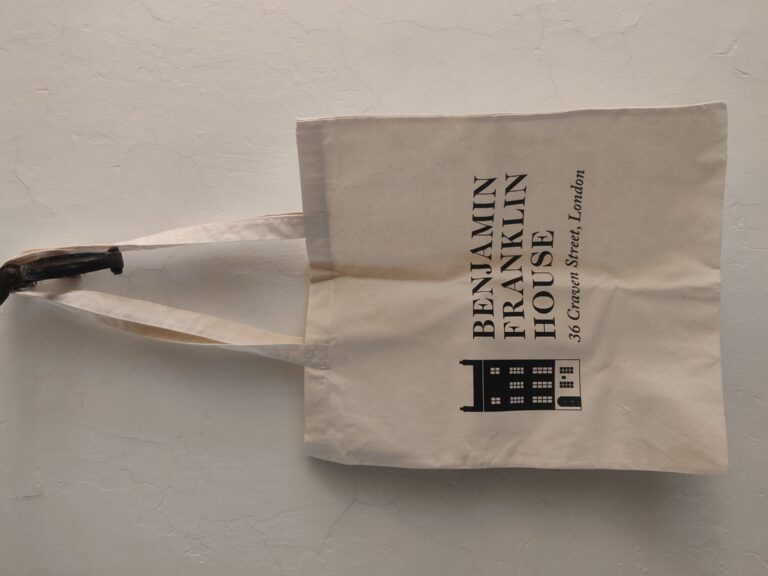 BENJAMIN
FRANKLIN
HOUSE
36 Craven Street, London